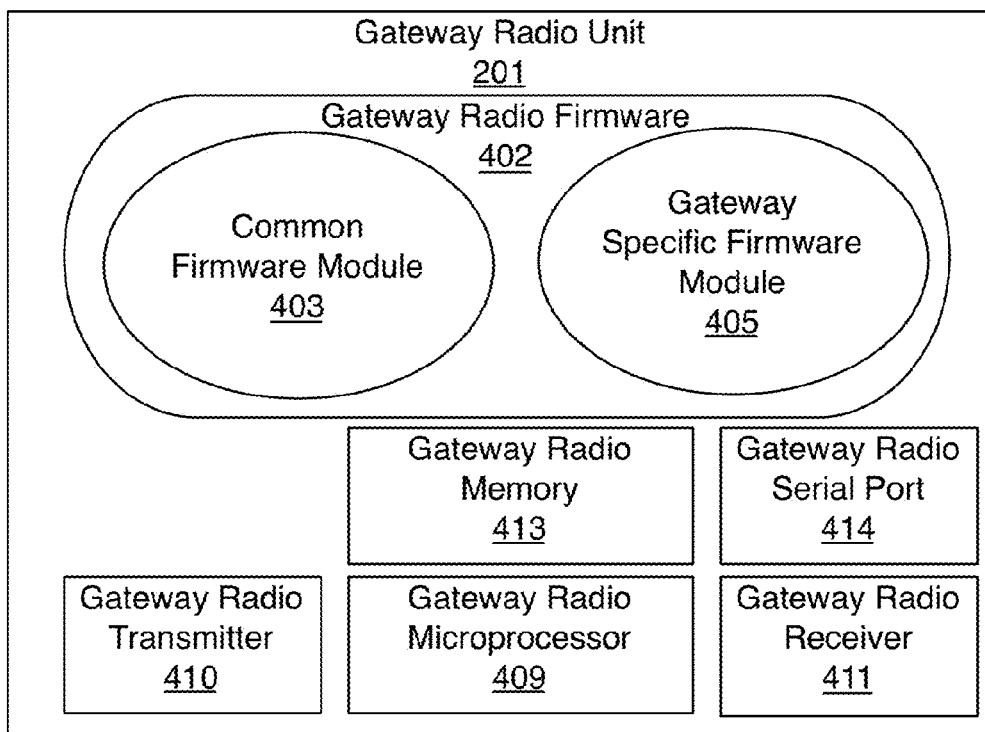 Gateway Radio Unit
201
Gateway Radio Firmware
402
Common
Firmware Module
403
Gateway
Specific Firmware
Module
405
Gateway Radio
Memory
413
Gateway Radio
Serial Port
414
Gateway Radio
Transmitter
410
Gateway Radio
Microprocessor
409
Gateway Radio
Receiver
411